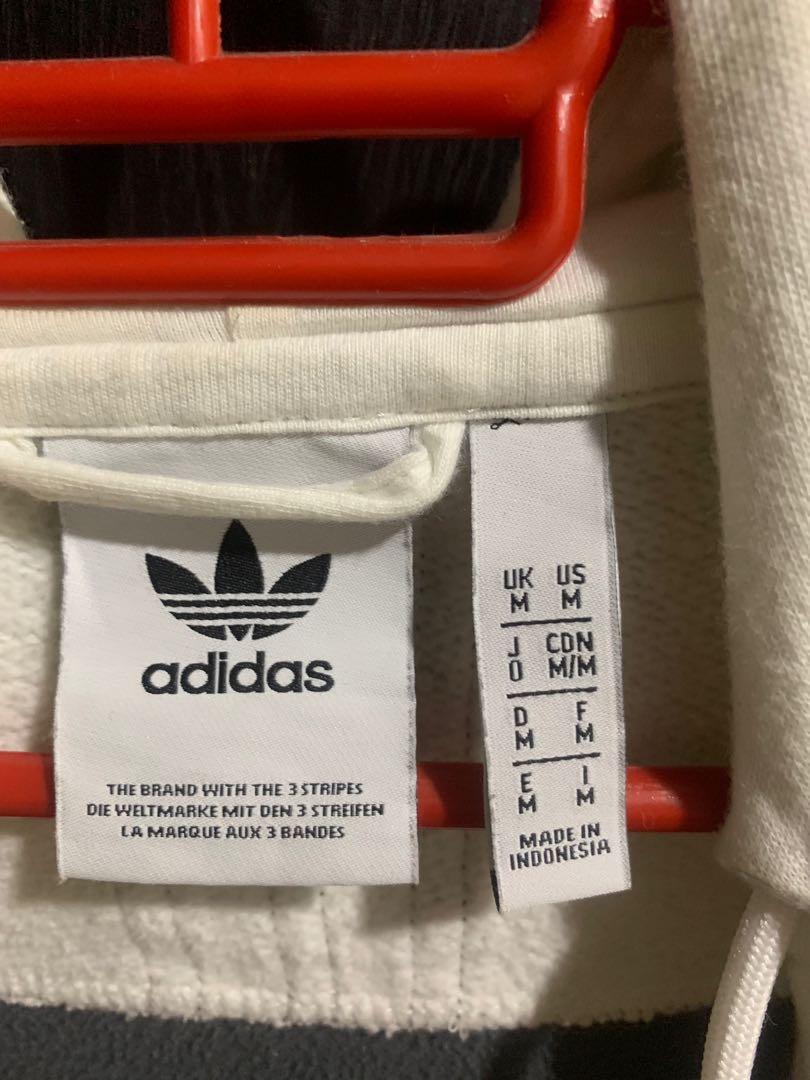 adidas
THE BRAND WITH THE 3 STRIPES
DIE WELTMARKE MIT DEN 3 STREIFEN
LA MARQUE AUX 3 BANDES
UK US
M M
J CDN
O M/M
D F
M M
E I
M M
MADE IN
INDONESIA